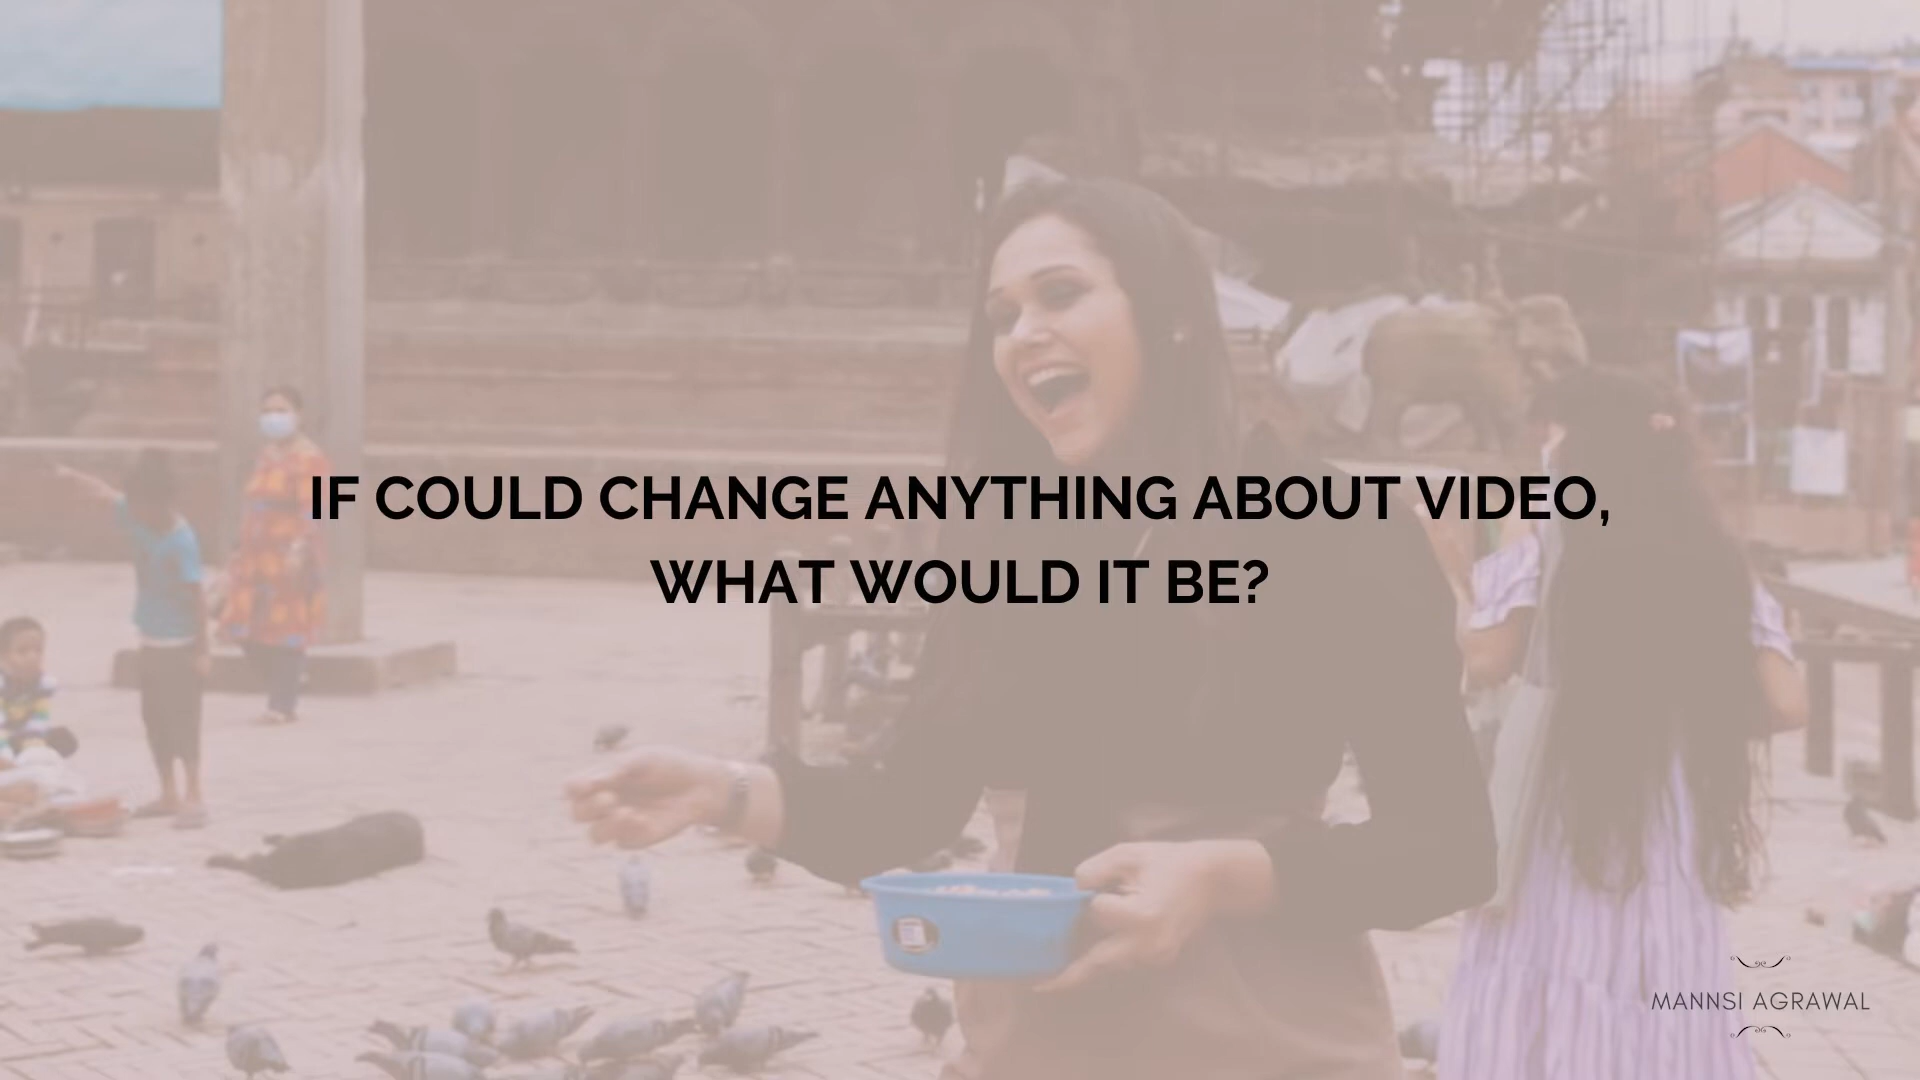 IF COULD CHANGE ANYTHING ABOUT VIDEO,
WHAT WOULD IT BE?
MANNSI AGRAWAL